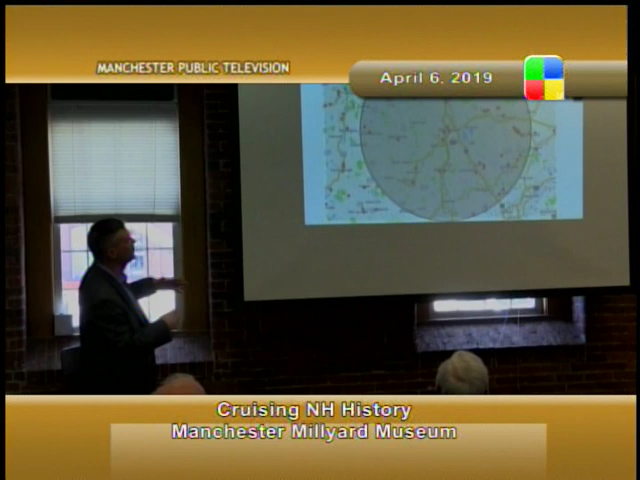 MANCHESTER PUBLIC TELEVISION
April 6, 2019
Cruising NH History
Manchester Millyard Museum